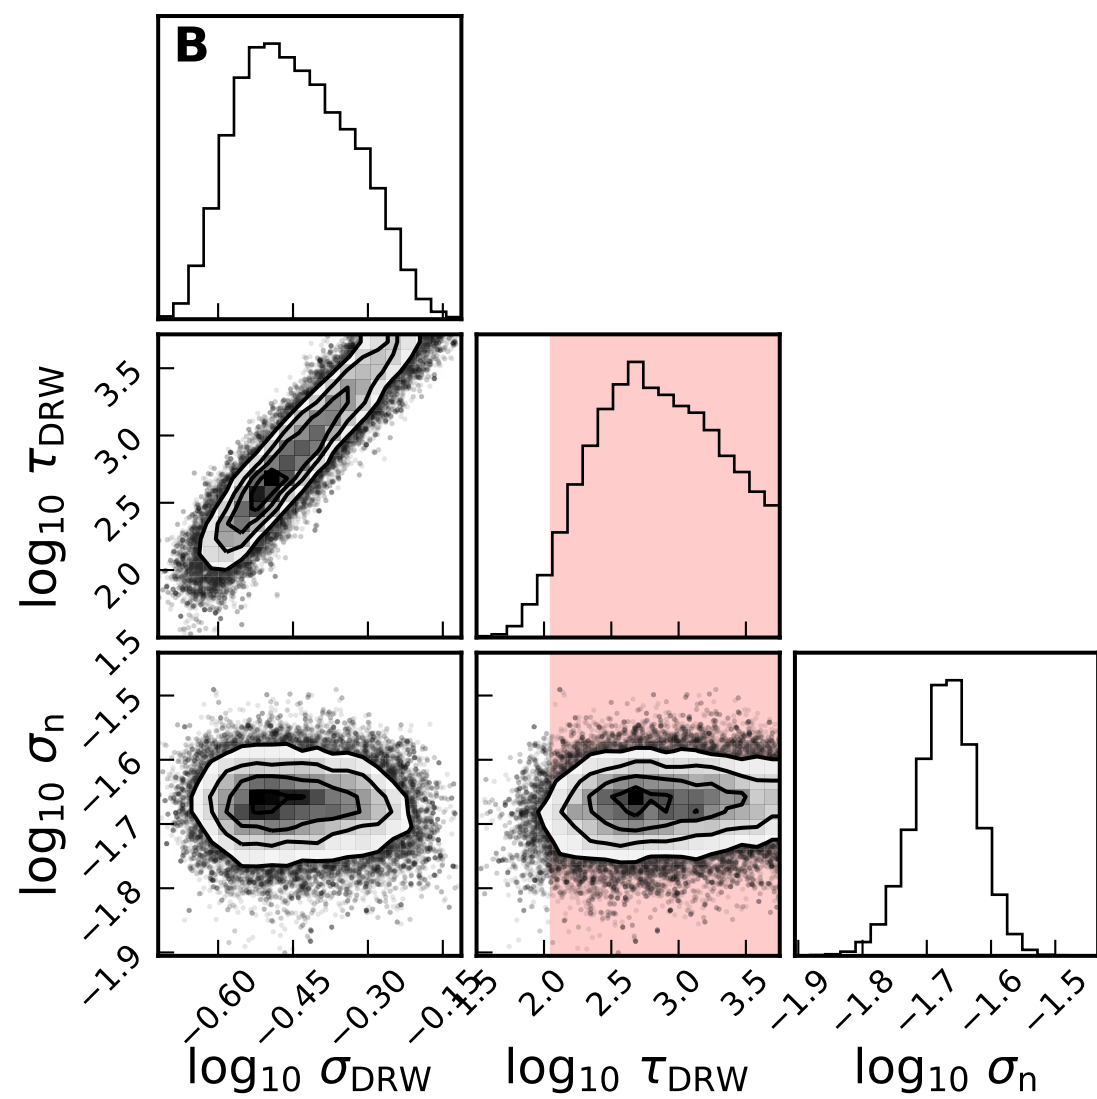 B
log10 τDRW
3.5
3.0
2.5
2.0
1.5
log10 σn
−1.5
−1.6
−1.7
−1.8
−1.9
−0.60 −0.45 −0.30 −0.15
1.5 2.0 2.5 3.0 3.5
−1.9 −1.8 −1.7 −1.6 −1.5
log10 σDRW log10 τDRW log10 σn